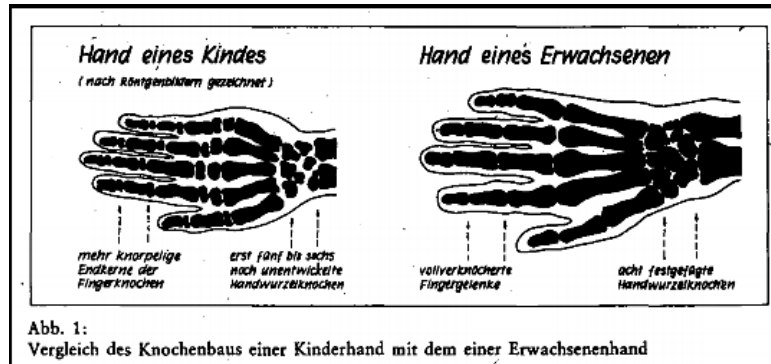 Hand eines Kindes
(nach Röntgenbildern gezeichnet)
Hand eines Erwachsenen
mehr knorpelige
Endkerne der
Fingerknochen
erst fünf bis sechs
noch unentwickelte
Handwurzelknochen
vollverknöcherte
Fingergelenke
acht festgefügte
Handwurzelknochen
Abb. 1:
Vergleich des Knochenbaus einer Kinderhand mit dem einer Erwachsenenhand